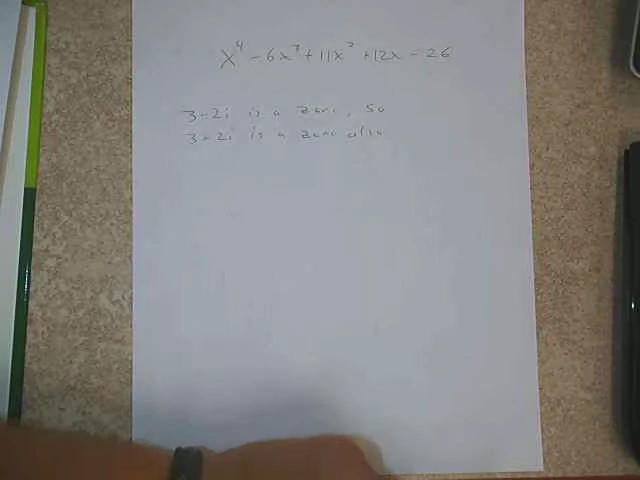 x⁴ - 6x³ + 11x² + 12x - 26
3-2i is a zero, so
3+2i is a zero also